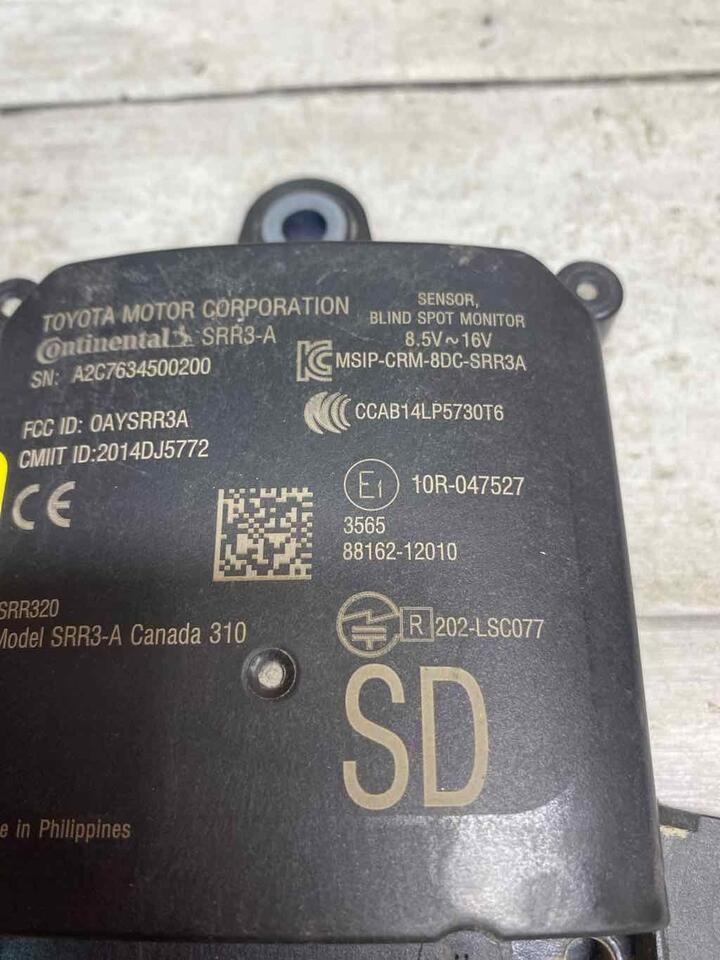 TOYOTA MOTOR CORPORATION
Continental SRR3-A
SN: A2C7634500200
SENSOR,
BLIND SPOT MONITOR
8.5V~16V
MSIP-CRM-8DC-SRR3A
FCC ID: OAYSRR3A
CMIIT ID:2014DJ5772
CCAB14LP5730T6
CE
E1 10R-047527
3565
88162-12010
SRR320
Model SRR3-A Canada 310
R 202-LSC077
SD
in Philippines